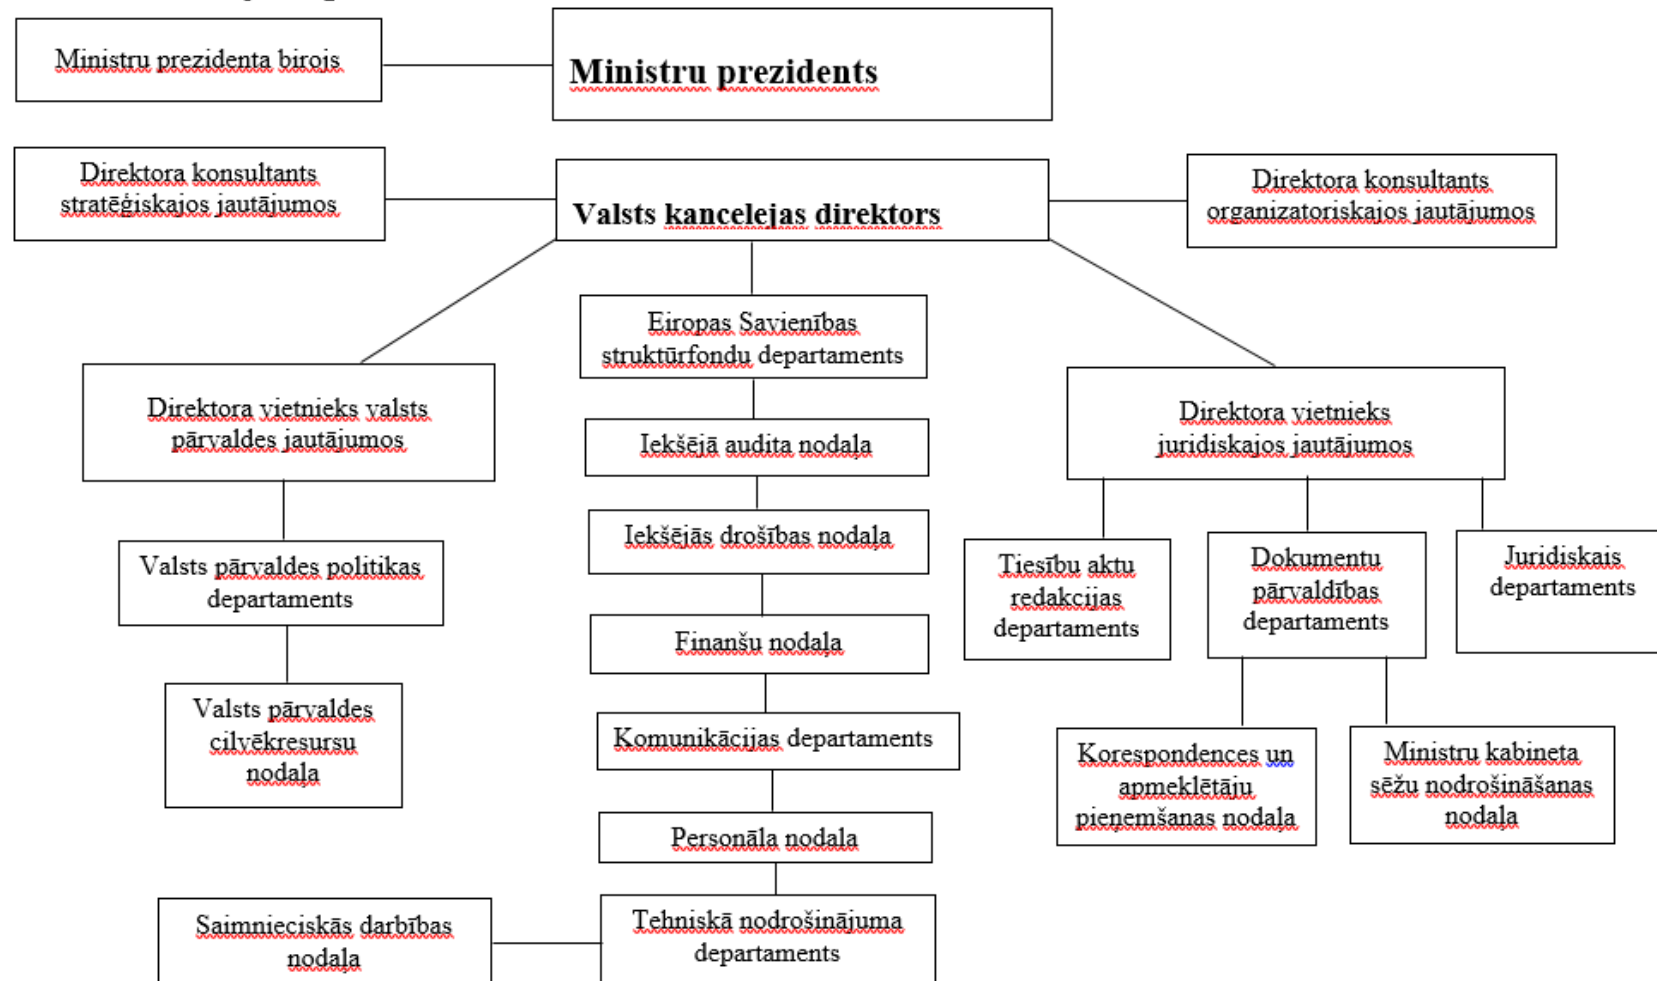 Ministru prezidenta birojs
Ministru prezidents
Direktora konsultants
stratēģiskajos jautājumos
Valsts kancelejas direktors
Direktora konsultants
organizatoriskajos jautājumos
Eiropas Savienības
struktūrfondu departaments
Direktora vietnieks valsts
pārvaldes jautājumos
Iekšējā audita nodaļa
Direktora vietnieks
juridiskajos jautājumos
Iekšējās drošības nodaļa
Valsts pārvaldes politikas
departaments
Tiesību aktu
redakcijas
departaments
Dokumentu
pārvaldības
departaments
Juridiskais
departaments
Finanšu nodaļa
Valsts pārvaldes
cilvēkresursu
nodaļa
Komunikācijas departaments
Korespondences un
apmeklētāju
pieņemšanas nodaļa
Ministru kabineta
sēžu nodrošināšanas
nodaļa
Personāla nodaļa
Saimnieciskās darbības
nodaļa
Tehniskā nodrošinājuma
departaments